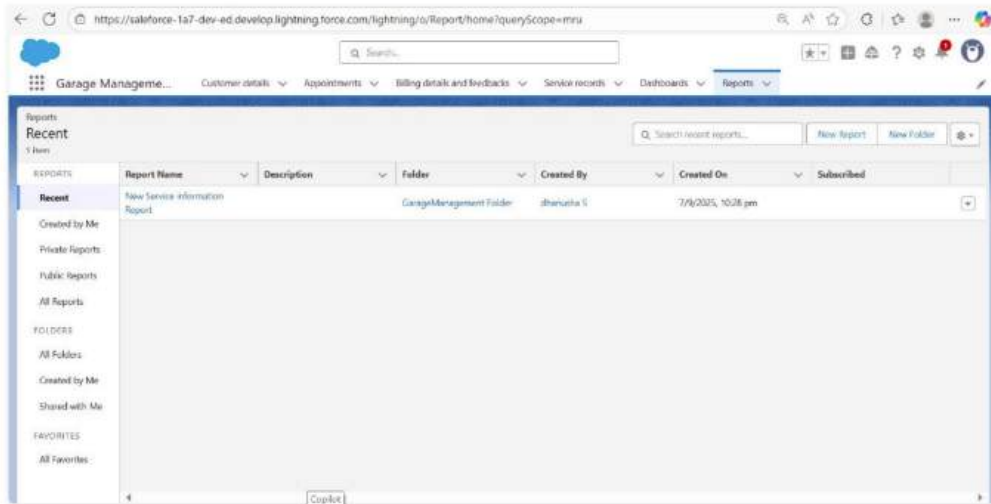 https://saleforce-1a7-dev-ed.develop.lightning.force.com/lightning/o/Report/home?queryScope=mru
Search...
Garage Manageme... Customer details Appointments Billing details and feedbacks Service records Dashboards Reports
Reports
Recent
1 item
Search recent reports...
New Report
New Folder
REPORTS
Report Name Description Folder Created By Created On Subscribed
Recent
New Service information
Report
GarageManagement Folder dhanusha S 7/9/2025, 10:28 pm
Created by Me
Private Reports
Public Reports
All Reports
FOLDERS
All Folders
Created by Me
Shared with Me
FAVORITES
All Favorites
Copilot